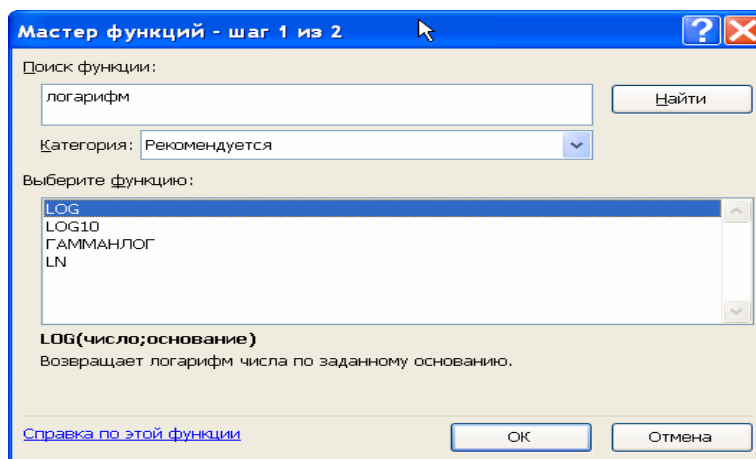 Мастер функций - шаг 1 из 2
Поиск функции:
логарифм
Найти
Категория: Рекомендуется
Выберите функцию:
LOG
LOG10
ГАММАНЛОГ
LN
LOG(число;основание)
Возвращает логарифм числа по заданному основанию.
Справка по этой функции
ОК
Отмена